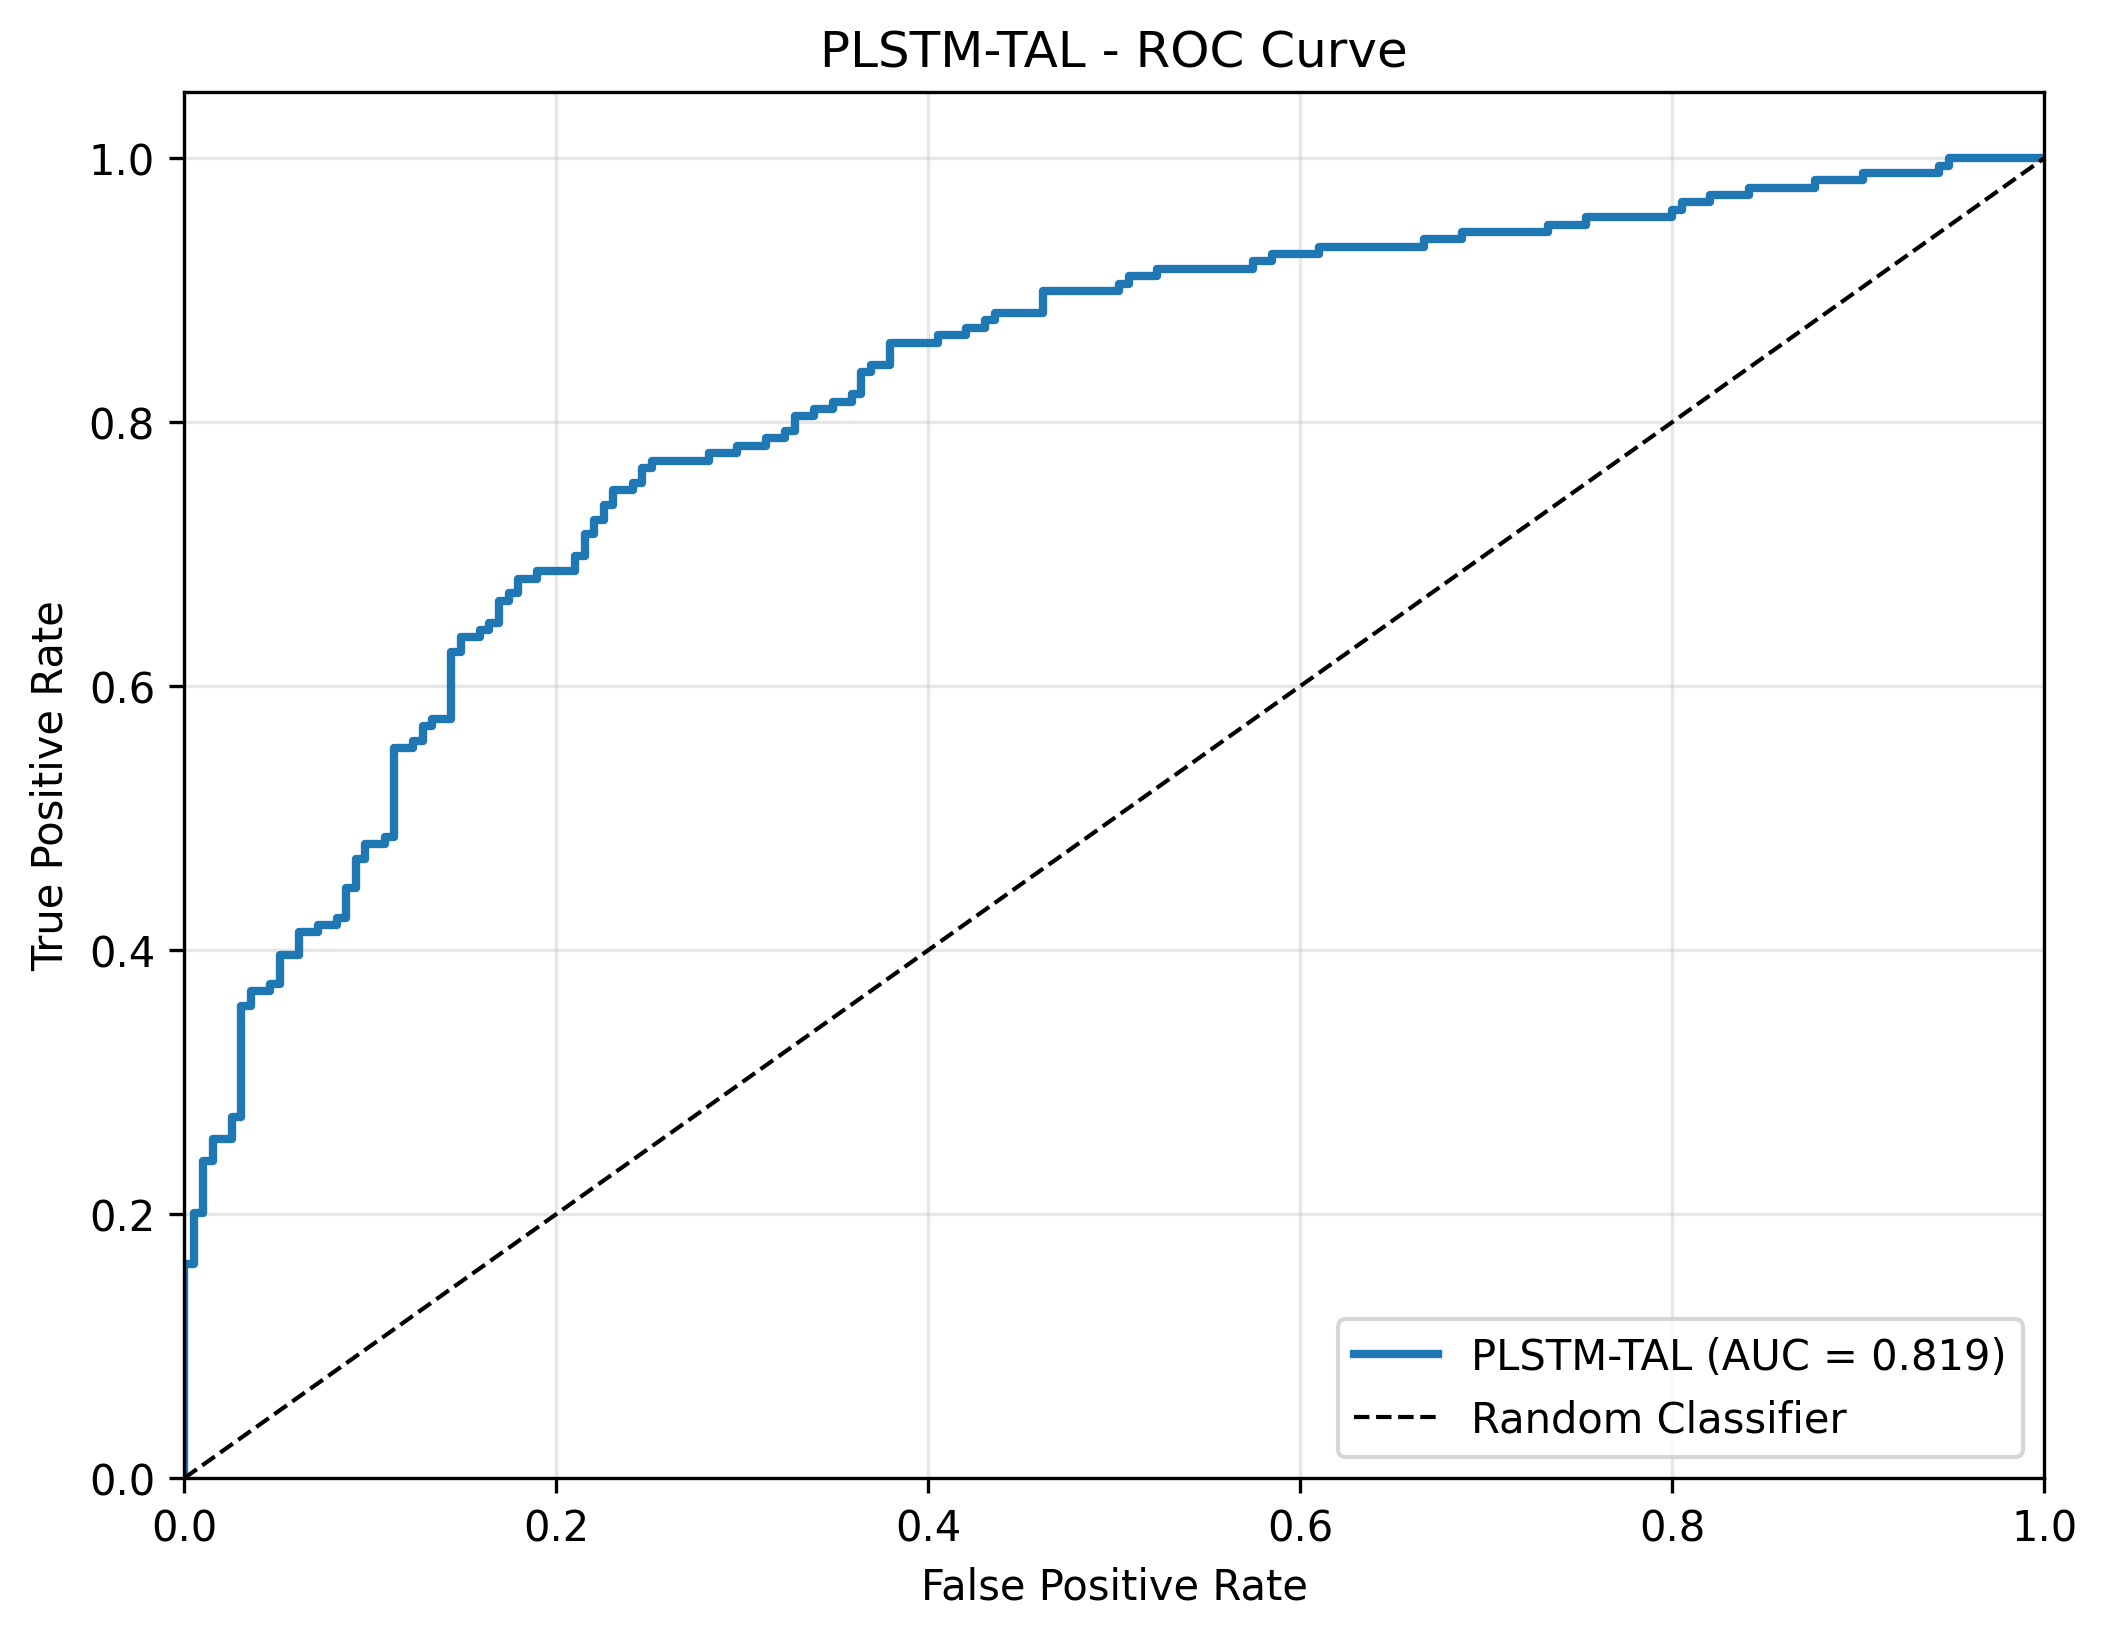 PLSTM-TAL - ROC Curve
True Positive Rate
1.0
0.8
0.6
0.4
0.2
0.0
0.0 0.2 0.4 0.6 0.8 1.0
False Positive Rate
PLSTM-TAL (AUC = 0.819)
Random Classifier